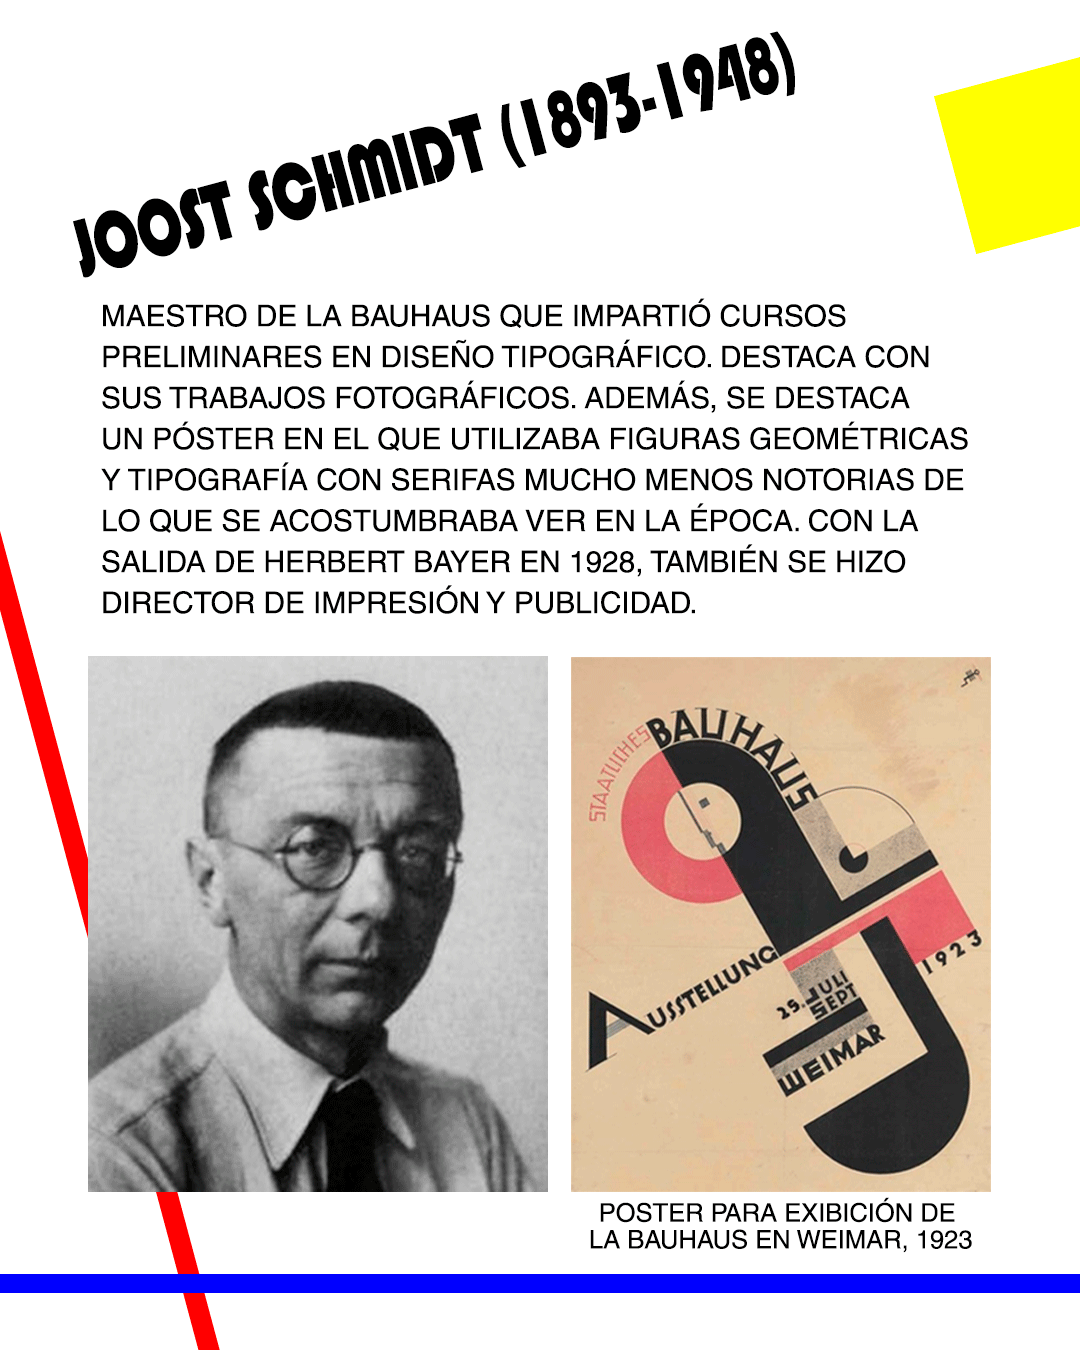 JOOST SCHMIDT (1893-1948)
MAESTRO DE LA BAUHAUS QUE IMPARTIÓ CURSOS
PRELIMINARES EN DISEÑO TIPOGRÁFICO. DESTACA CON
SUS TRABAJOS FOTOGRÁFICOS. ADEMÁS, SE DESTACA
UN PÓSTER EN EL QUE UTILIZABA FIGURAS GEOMÉTRICAS
Y TIPOGRAFÍA CON SERIFAS MUCHO MENOS NOTORIAS DE
LO QUE SE ACOSTUMBRABA VER EN LA ÉPOCA. CON LA
SALIDA DE HERBERT BAYER EN 1928, TAMBIÉN SE HIZO
DIRECTOR DE IMPRESIÓN Y PUBLICIDAD.
STAATLICHES
BAUHAUS
AUSSTELLUNG
1923
29. JULI
SEPT
WEIMAR
POSTER PARA EXIBICIÓN DE
LA BAUHAUS EN WEIMAR, 1923